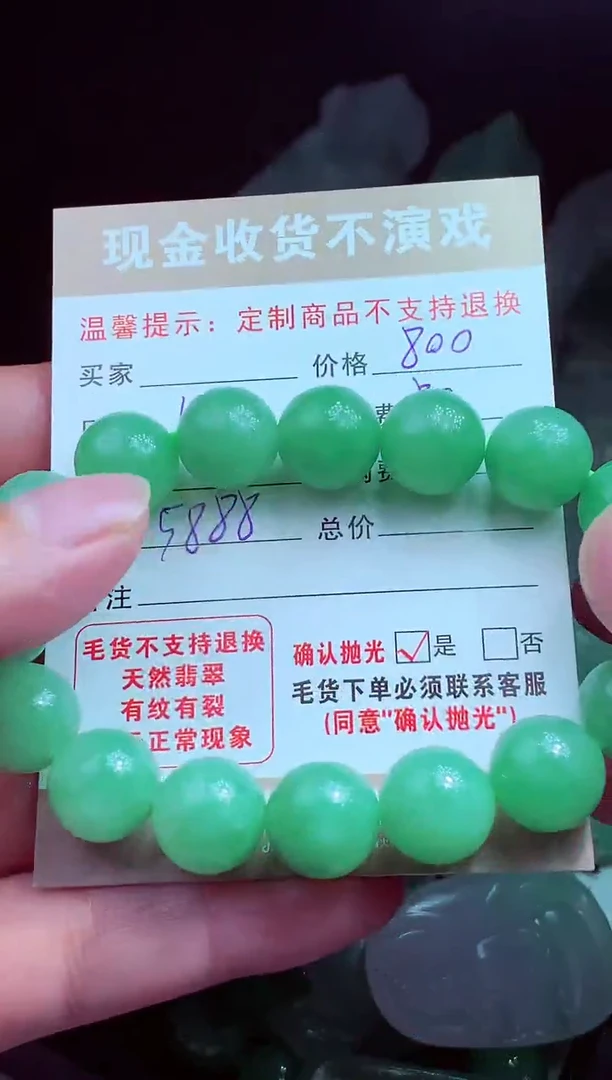 现金收货不演戏
温馨提示：定制商品不支持退换
买家 价格 800
费
5888 总价
注
毛货不支持退换
天然翡翠
有纹有裂
正常现象
确认抛光 ☑是 ☐否
毛货下单必须联系客服
(同意"确认抛光")